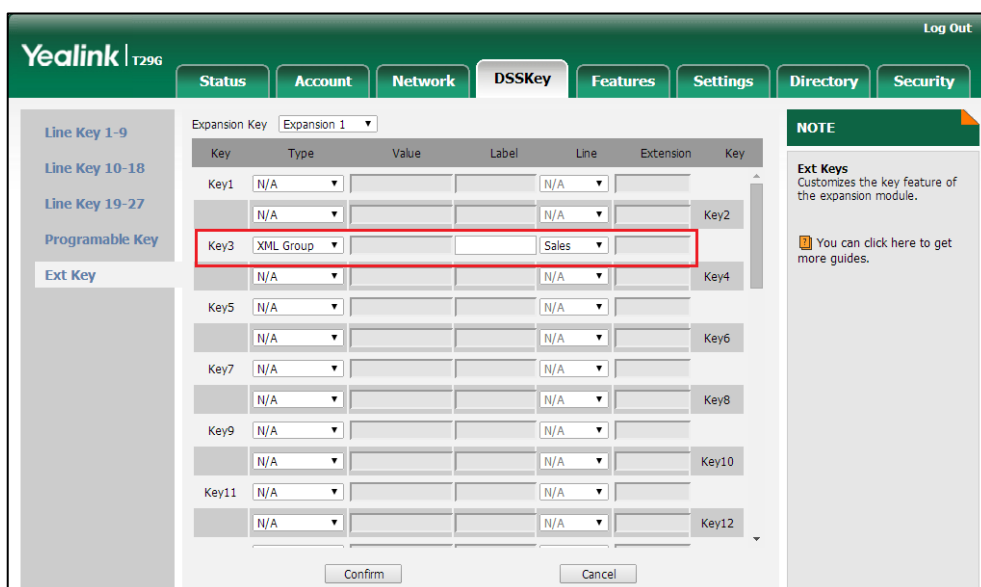 Log Out
Yealink | T29G
Status Account Network DSSKey Features Settings Directory Security
Line Key 1-9
Line Key 10-18
Line Key 19-27
Programable Key
Ext Key
Expansion Key Expansion 1
Key Type Value Label Line Extension Key
Key1 N/A N/A
N/A N/A Key2
Key3 XML Group Sales
N/A N/A Key4
Key5 N/A N/A
N/A N/A Key6
Key7 N/A N/A
N/A N/A Key8
Key9 N/A N/A
N/A N/A Key10
Key11 N/A N/A
N/A N/A Key12
Confirm Cancel
NOTE
Ext Keys
Customizes the key feature of
the expansion module.
You can click here to get
more guides.